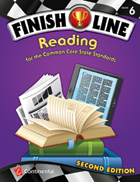 FINISH LINE
6
Reading
for the Common Core State Standards
Continental
SECOND EDITION